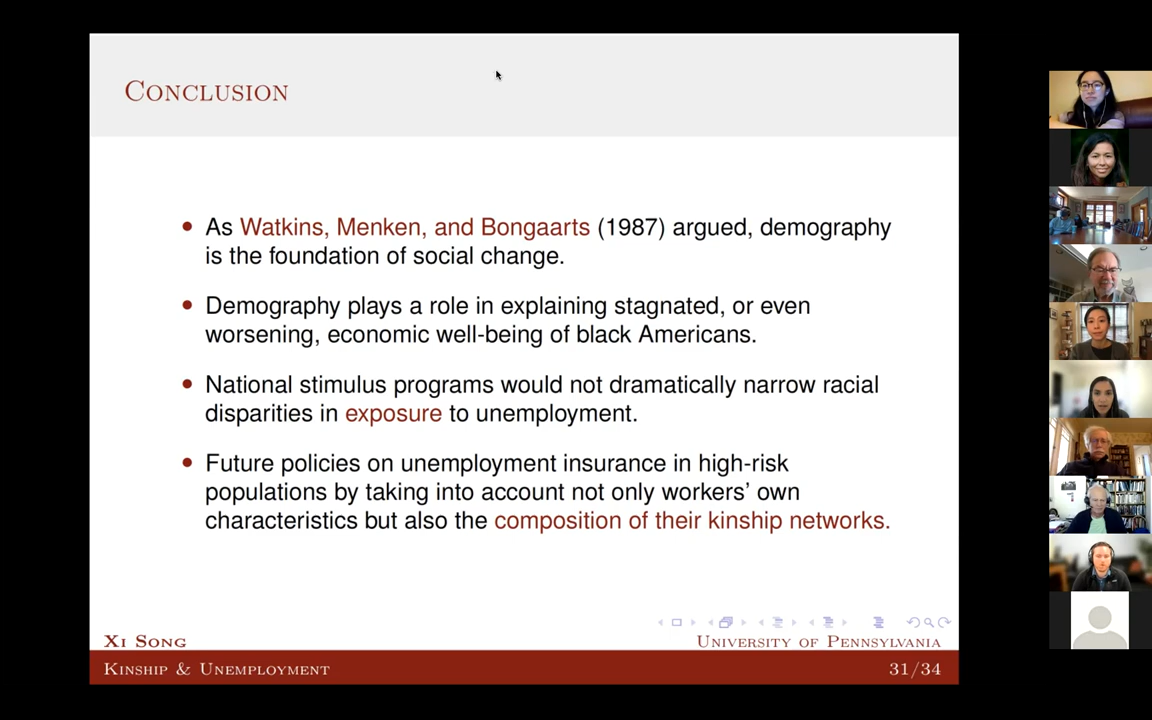 Conclusion
• As Watkins, Menken, and Bongaarts (1987) argued, demography
is the foundation of social change.
• Demography plays a role in explaining stagnated, or even
worsening, economic well-being of black Americans.
• National stimulus programs would not dramatically narrow racial
disparities in exposure to unemployment.
• Future policies on unemployment insurance in high-risk
populations by taking into account not only workers' own
characteristics but also the composition of their kinship networks.
Xi Song
University of Pennsylvania
Kinship & Unemployment
31/34